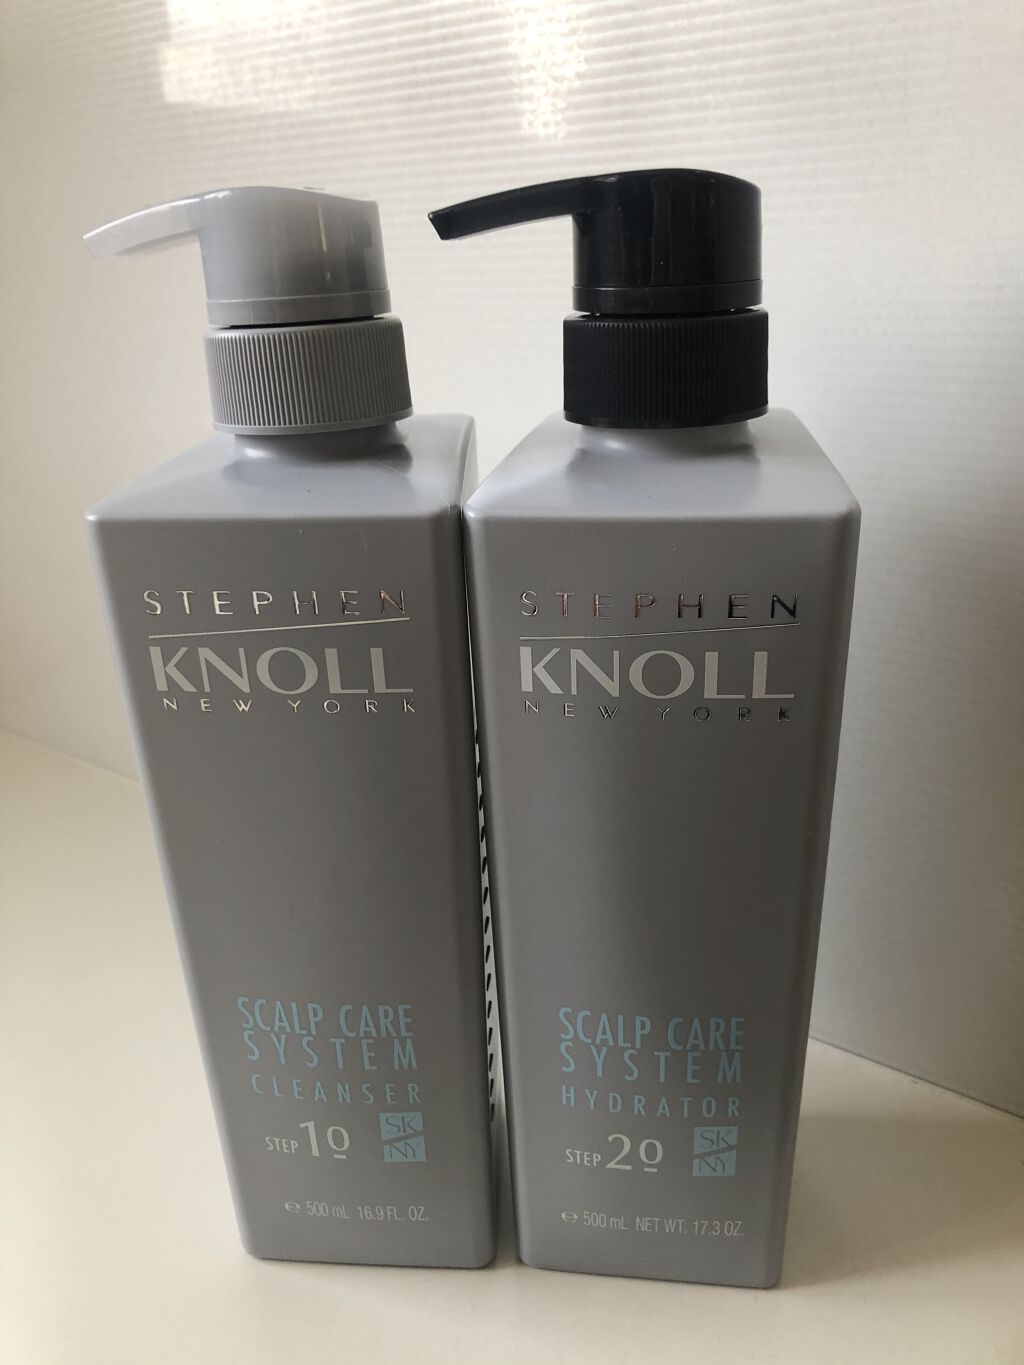 STEPHEN
KNOLL
NEW YORK
SCALP CARE
SYSTEM
CLEANSER
STEP 1º
SK
NY
℮ 500 mL 16.9 FL. OZ.
STEPHEN
KNOLL
NEW YORK
SCALP CARE
SYSTEM
HYDRATOR
STEP 2º
SK
NY
℮ 500 mL NET WT. 17.3 OZ.